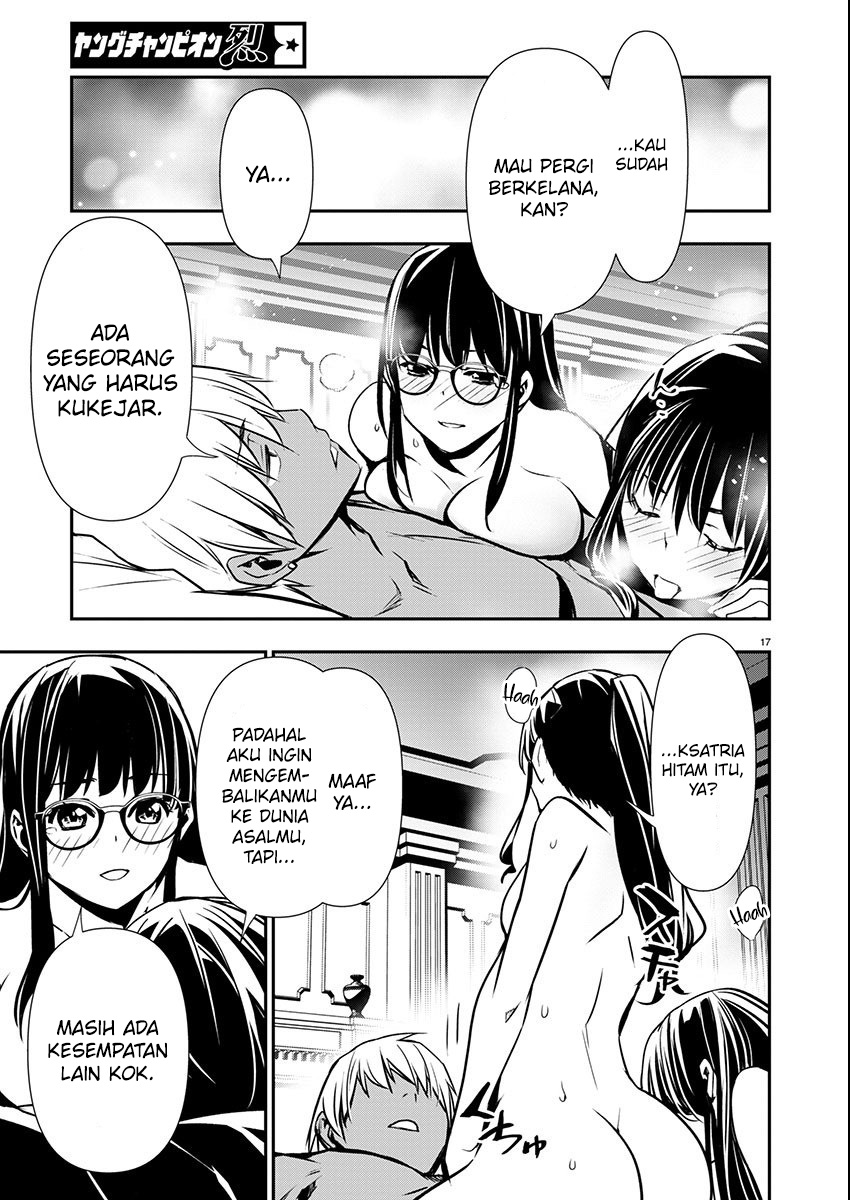 ヤングチャンピオン烈
...KAU
SUDAH
MAU PERGI
BERKELANA,
KAN?
YA...
ADA
SESEORANG
YANG HARUS
KUKEJAR.
17
...KSATRIA
HITAM ITU,
YA?
Haah
Haah
MAAF
YA...
PADAHAL
AKU INGIN
MENGEM-
BALIKANMU
KE DUNIA
ASALMU,
TAPI...
MASIH ADA
KESEMPATAN
LAIN KOK.